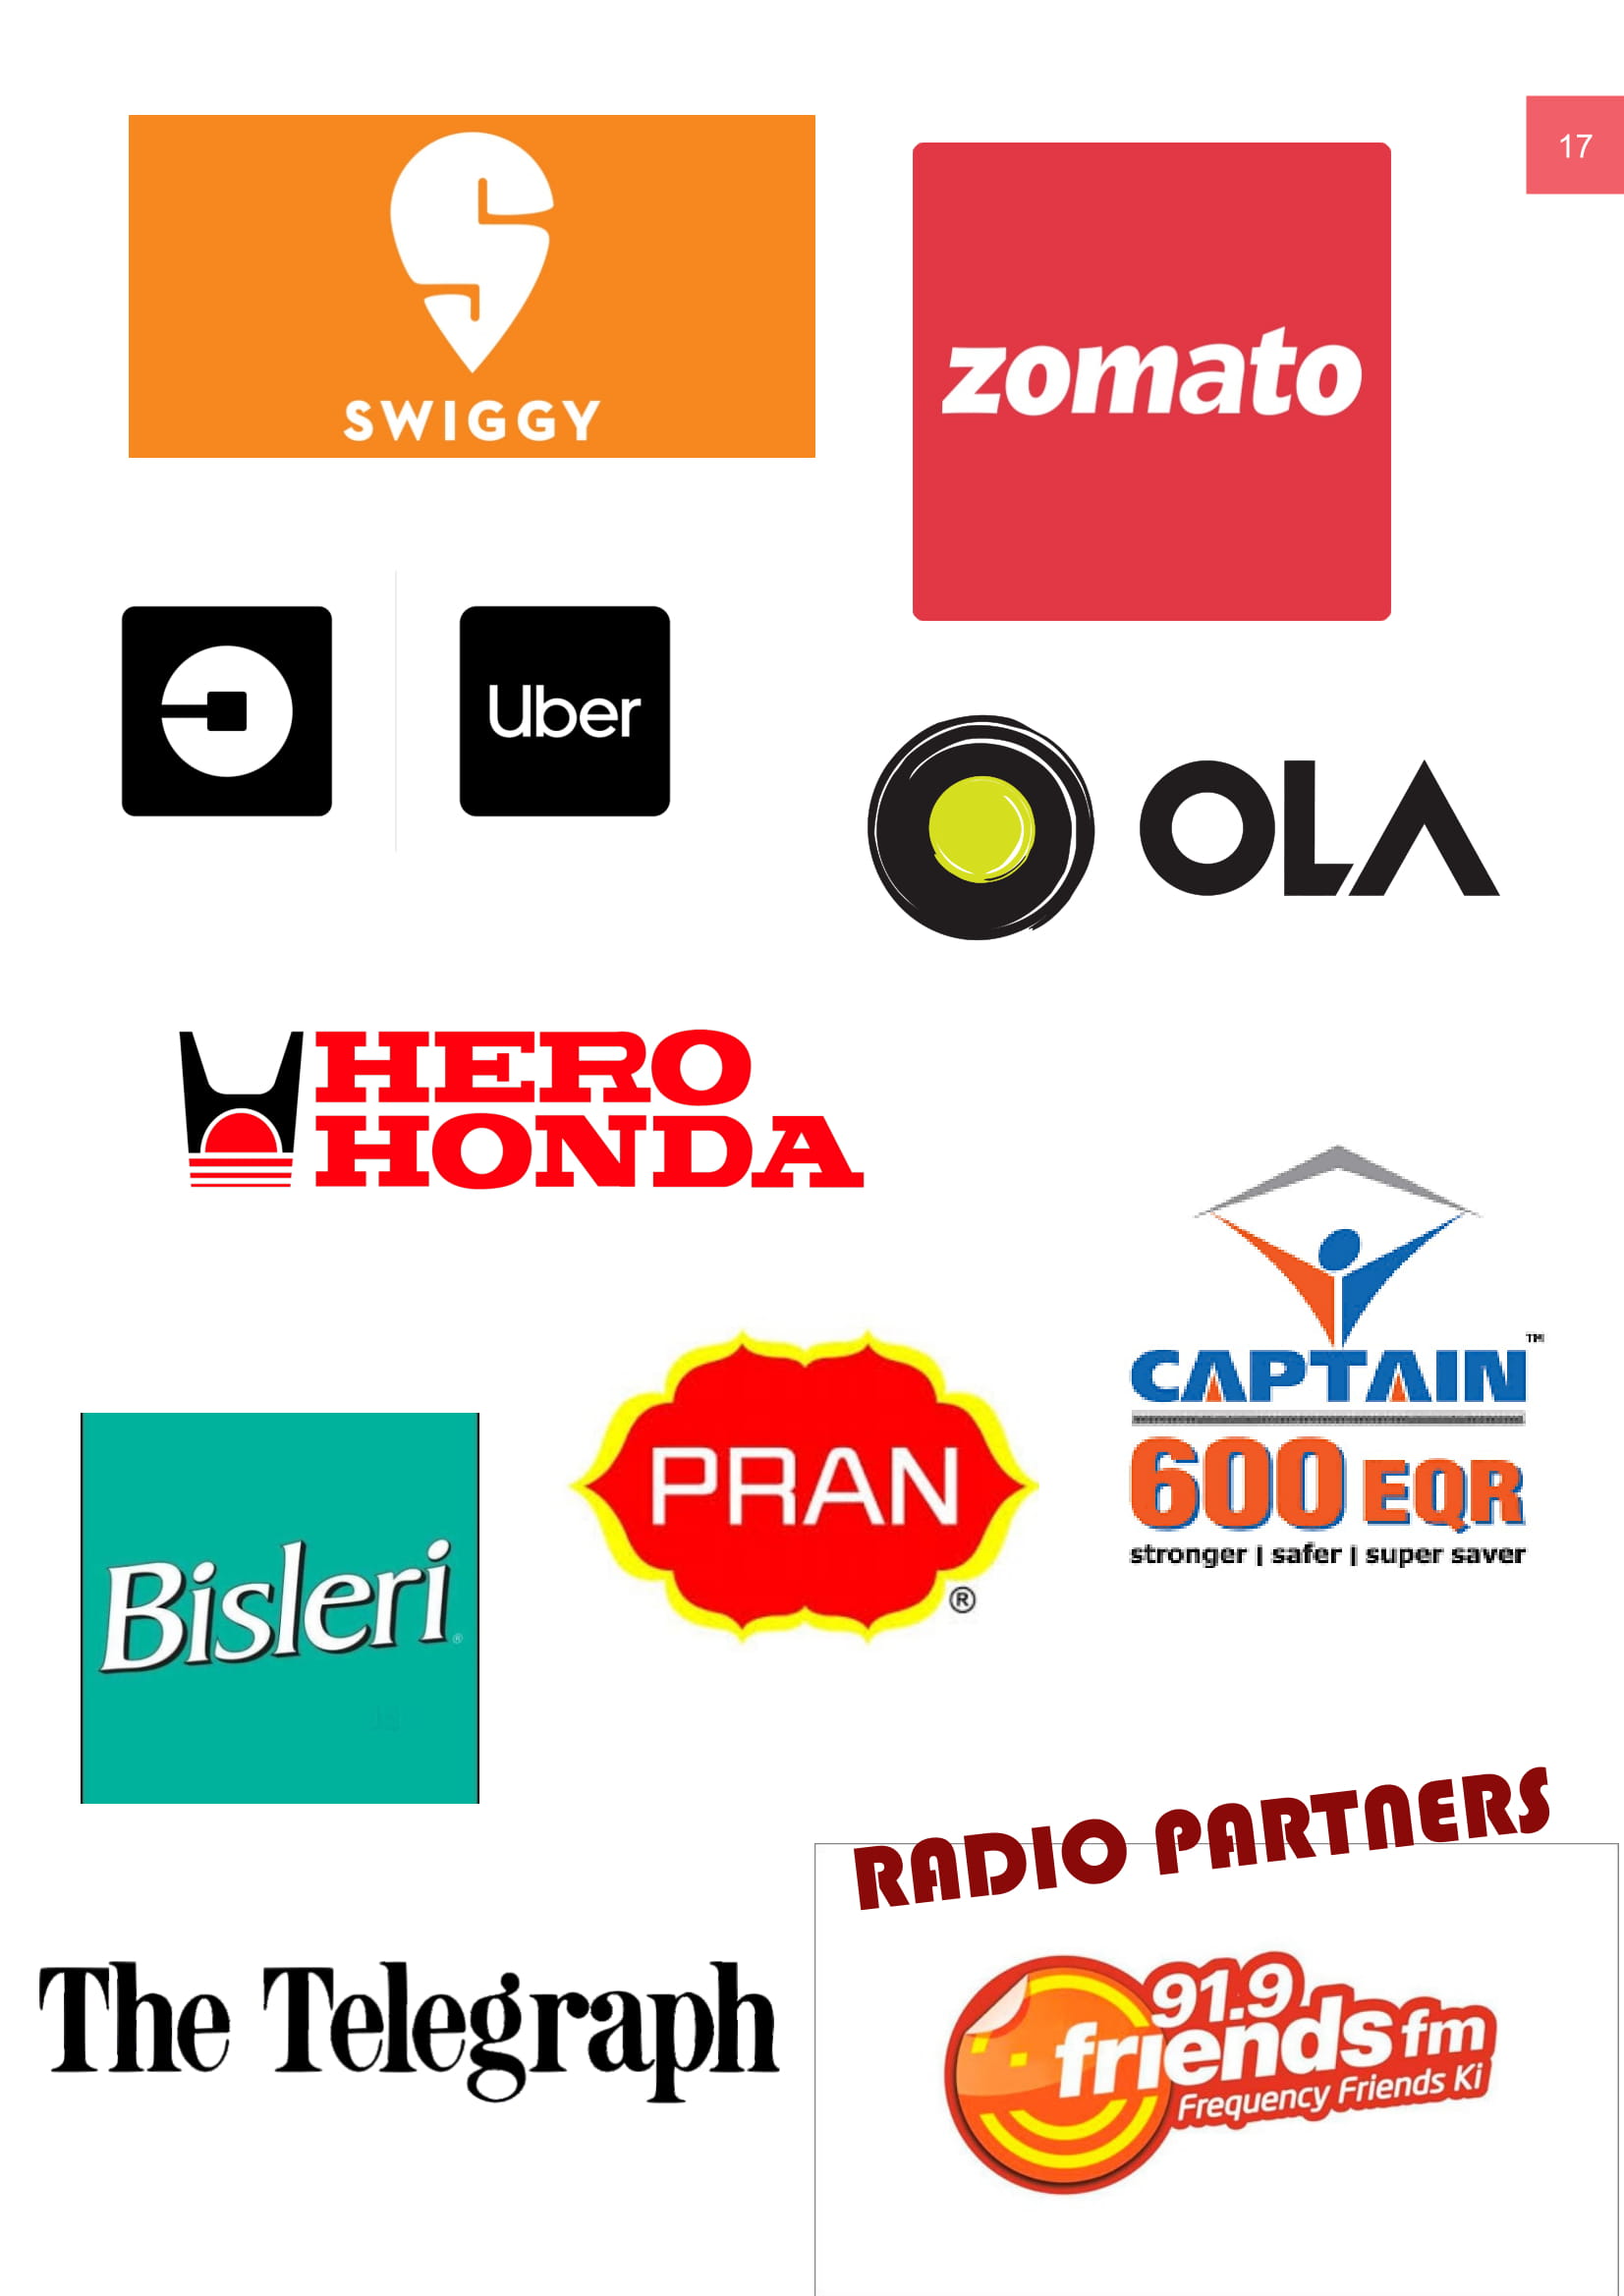 17
SWIGGY
zomato
Uber
OLA
HERO
HONDA
CAPTAIN™
600 EQR
stronger | safer | super saver
PRAN
®
Bisleri®
RADIO PARTNERS
The Telegraph
91.9
friends fm
Frequency Friends Ki